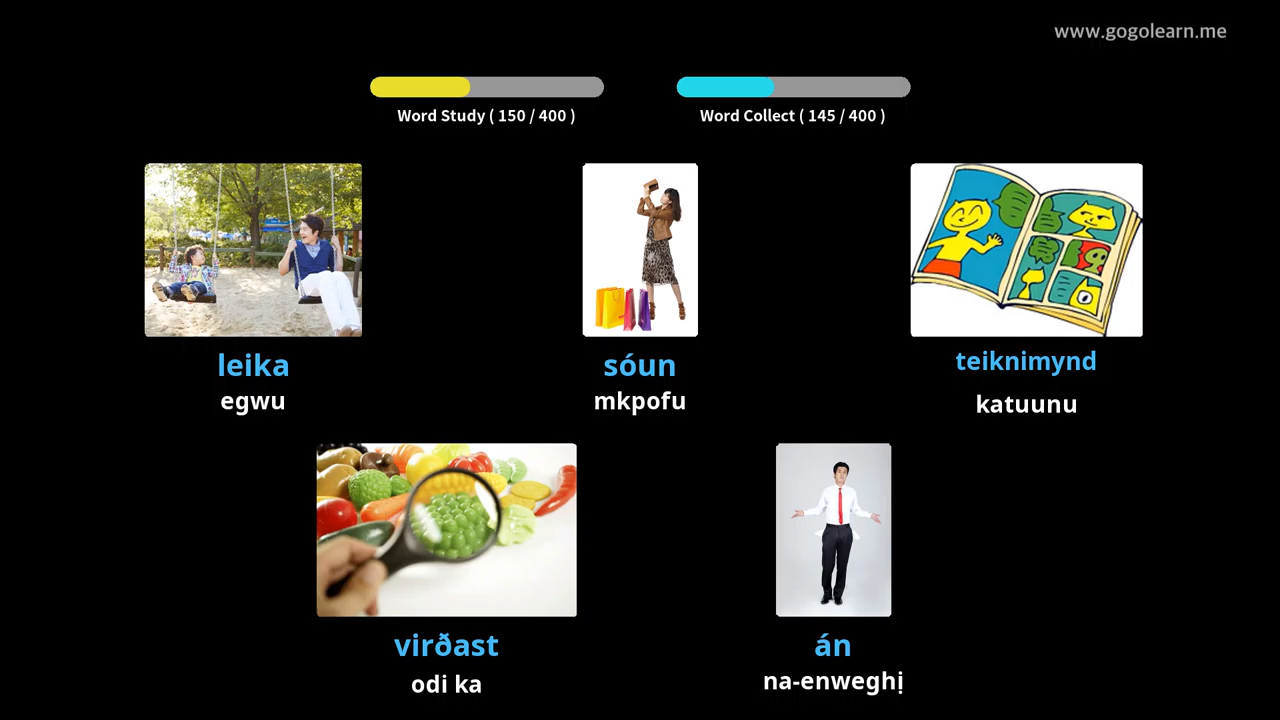 www.gogolearn.me
Word Study ( 150 / 400 )
Word Collect ( 145 / 400 )
leika
egwu
sóun
mkpofu
teiknimynd
katuunu
virðast
odi ka
án
na-enweghị